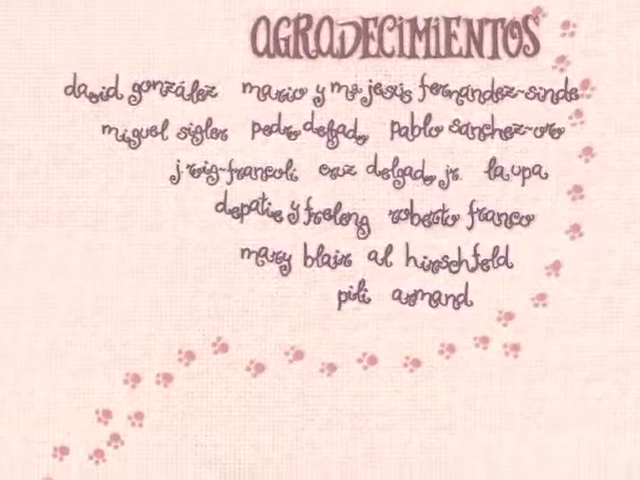 AGRADECIMIENTOS
david gonzález mario y mª jesús fernandez-sinde
miguel sigler pedro delgado pablo sanchez-oro
j. roig-francolí cruz delgado jr. la upa
depatie y freleng roberto franco
mary blair al hirschfeld
pili armand